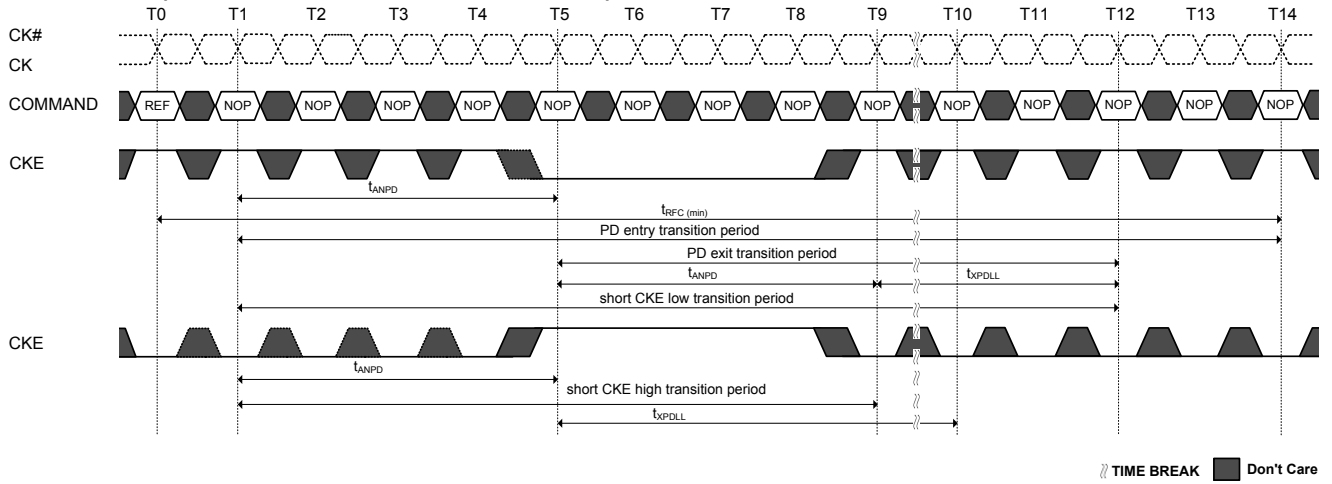 T0 T1 T2 T3 T4 T5 T6 T7 T8 T9 T10 T11 T12 T13 T14
CK#
CK
COMMAND REF NOP NOP NOP NOP NOP NOP NOP NOP NOP NOP NOP NOP NOP NOP
CKE
tANPD
tRFC (min)
PD entry transition period
PD exit transition period
tANPD tXPDLL
short CKE low transition period
CKE
tANPD
short CKE high transition period
tXPDLL
TIME BREAK Don't Care